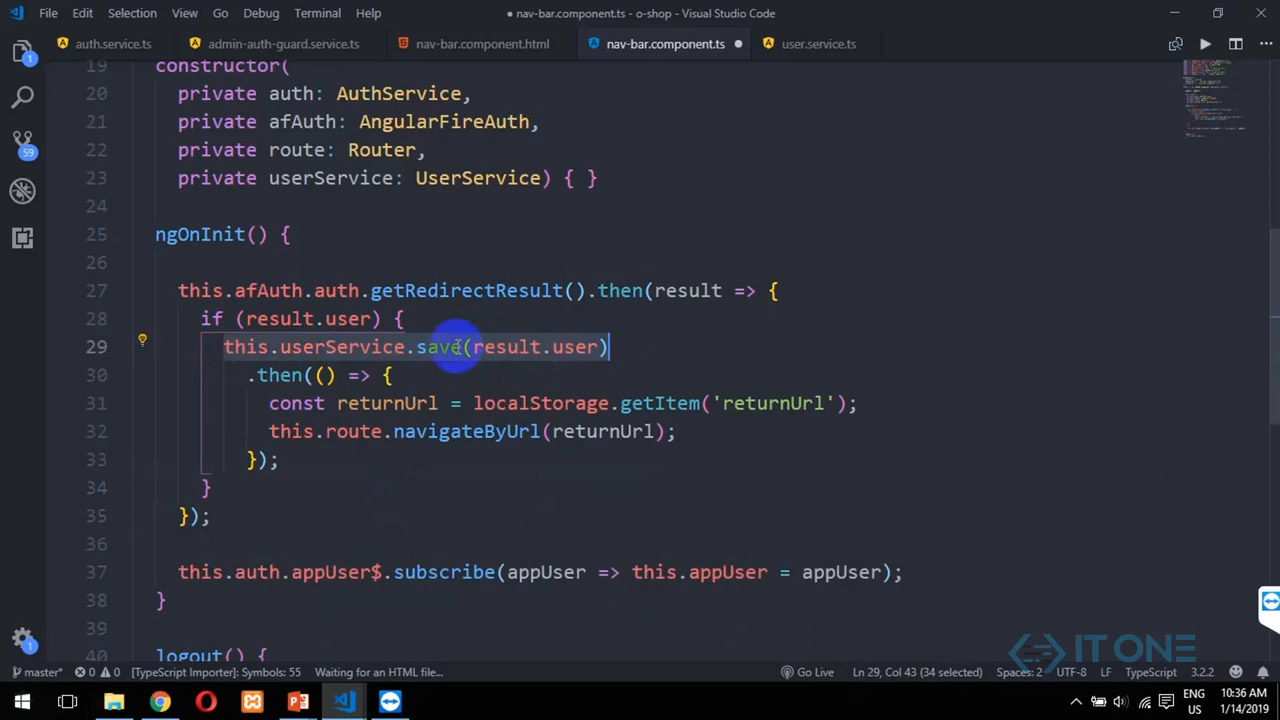 File Edit Selection View Go Debug Terminal Help ● nav-bar.component.ts - o-shop - Visual Studio Code
auth.service.ts admin-auth-guard.service.ts nav-bar.component.html nav-bar.component.ts user.service.ts
1
59
1
19 constructor(
20 private auth: AuthService,
21 private afAuth: AngularFireAuth,
22 private route: Router,
23 private userService: UserService) { }
24
25 ngOnInit() {
26
27 this.afAuth.auth.getRedirectResult().then(result => {
28 if (result.user) {
29 this.userService.save(result.user)
30 .then(() => {
31 const returnUrl = localStorage.getItem('returnUrl');
32 this.route.navigateByUrl(returnUrl);
33 });
34 }
35 });
36
37 this.auth.appUser$.subscribe(appUser => this.appUser = appUser);
38 }
39
40 logout() {
IT ONE
master* 0 0 [TypeScript Importer]: Symbols: 55 Waiting for an HTML file... Go Live Ln 29, Col 43 (34 selected) Spaces: 2 UTF-8 LF TypeScript 3.2.2
ENG US 10:36 AM 1/14/2019